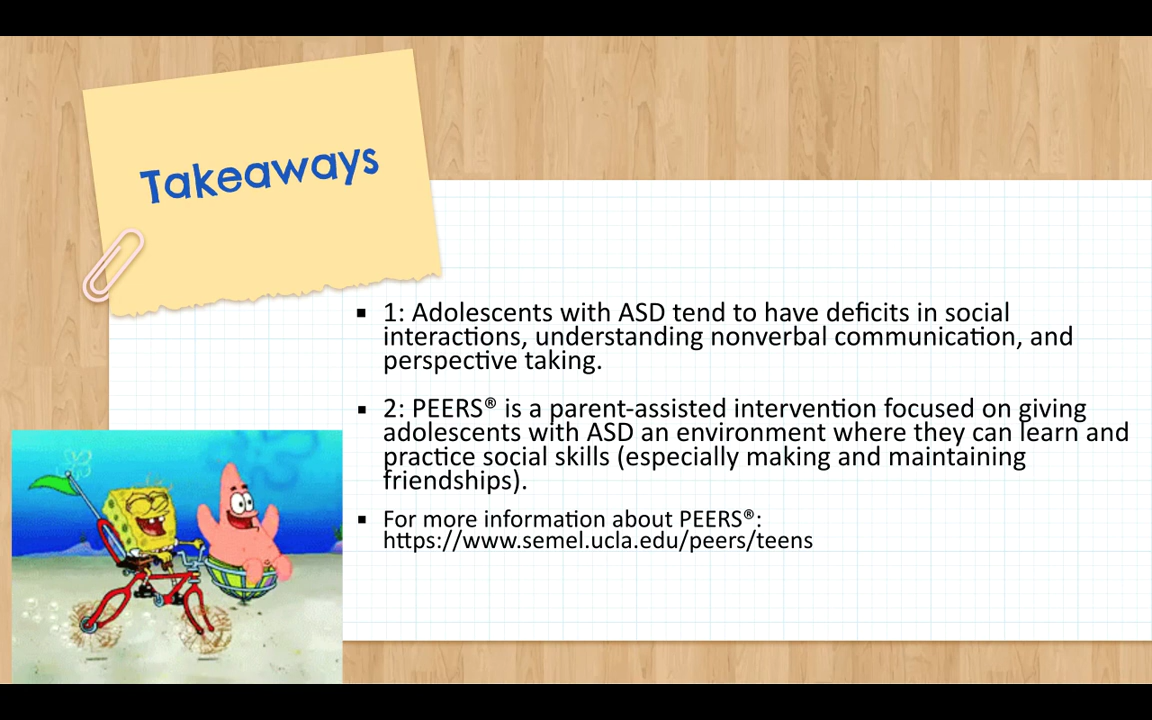 Takeaways
▪ 1: Adolescents with ASD tend to have deficits in social
interactions, understanding nonverbal communication, and
perspective taking.
▪ 2: PEERS® is a parent-assisted intervention focused on giving
adolescents with ASD an environment where they can learn and
practice social skills (especially making and maintaining
friendships).
▪ For more information about PEERS®:
https://www.semel.ucla.edu/peers/teens